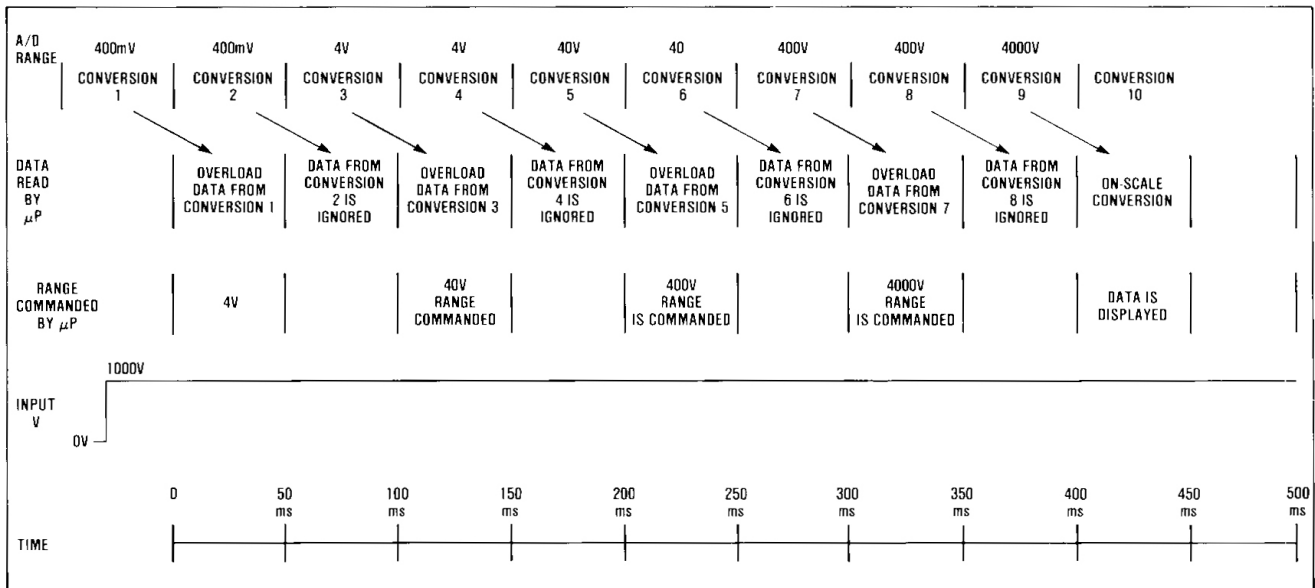 A/D
RANGE
400mV 400mV 4V 4V 40V 40 400V 400V 4000V
CONVERSION 1
CONVERSION 2
CONVERSION 3
CONVERSION 4
CONVERSION 5
CONVERSION 6
CONVERSION 7
CONVERSION 8
CONVERSION 9
CONVERSION 10
DATA
READ
BY
μP
OVERLOAD
DATA FROM
CONVERSION 1
DATA FROM
CONVERSION
2 IS
IGNORED
OVERLOAD
DATA FROM
CONVERSION 3
DATA FROM
CONVERSION
4 IS
IGNORED
OVERLOAD
DATA FROM
CONVERSION 5
DATA FROM
CONVERSION
6 IS
IGNORED
OVERLOAD
DATA FROM
CONVERSION 7
DATA FROM
CONVERSION
8 IS
IGNORED
ON-SCALE
CONVERSION
RANGE
COMMANDED
BY μP
4V
40V
RANGE
COMMANDED
400V
RANGE
IS COMMANDED
4000V
RANGE
IS COMMANDED
DATA IS
DISPLAYED
1000V
INPUT
V
0V
0 50 100 150 200 250 300 350 400 450 500
ms ms ms ms ms ms ms ms ms ms
TIME